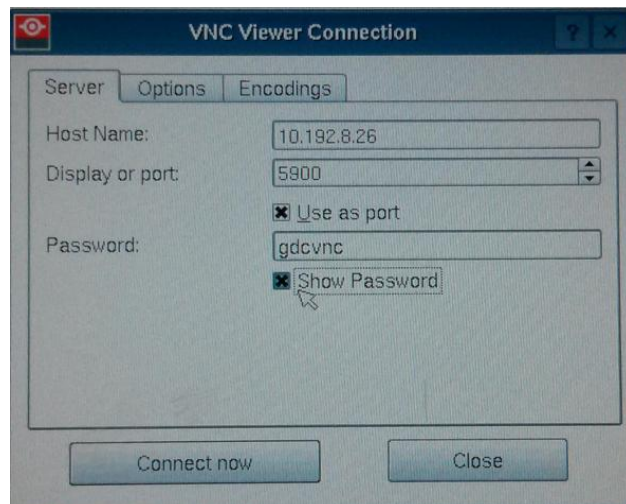 VNC Viewer Connection
Server Options Encodings
Host Name: 10.192.8.26
Display or port: 5900
Use as port
Password: gdcvnc
Show Password
Connect now Close